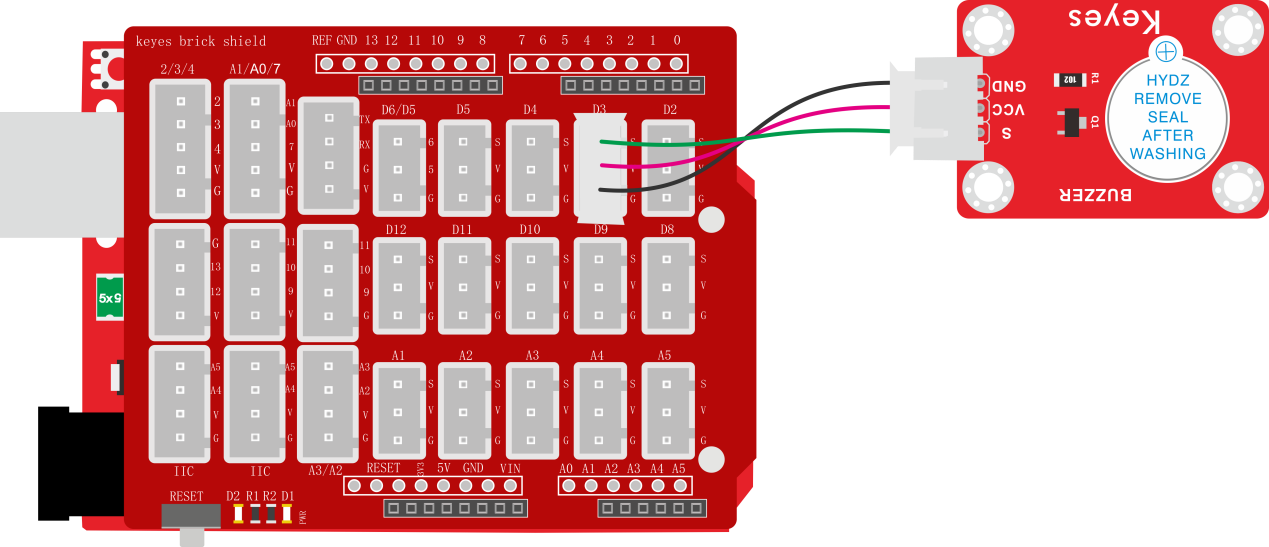 keyes brick shield
REF GND 13 12 11 10 9 8
7 6 5 4 3 2 1 0
2/3/4
A1/A0/7
D6/D5
D5
D4
D3
D2
2
3
4
V
G
A1
A0
7
V
G
TX
RX
G
V
6
5
G
S
V
G
S
V
G
S
V
G
G
13
12
V
11
10
9
V
11
10
9
G
D12
D11
D10
D9
D8
S
V
G
S
V
G
S
V
G
S
V
G
S
V
G
A5
A4
V
G
A5
A4
V
G
A3
A2
V
G
A1
A2
A3
A4
A5
S
V
G
S
V
G
S
V
G
S
V
G
S
V
G
IIC
IIC
A3/A2
RESET 3V3 5V GND VIN
A0 A1 A2 A3 A4 A5
RESET
D2 R1 R2 D1
PWR
5x5
Keyes
GND
VCC
S
102
R1
Q1
HYDZ
REMOVE
SEAL
AFTER
WASHING
BUZZER